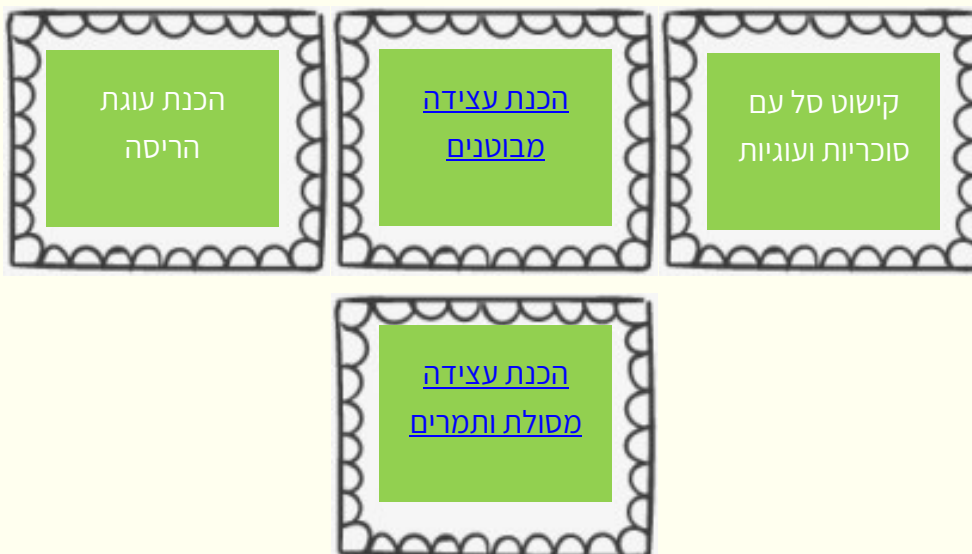 קישוט סל עם
סוכריות ועוגיות
הכנת עצידה
מבוטנים
הכנת עוגת
הריסה
הכנת עצידה
מסולת ותמרים